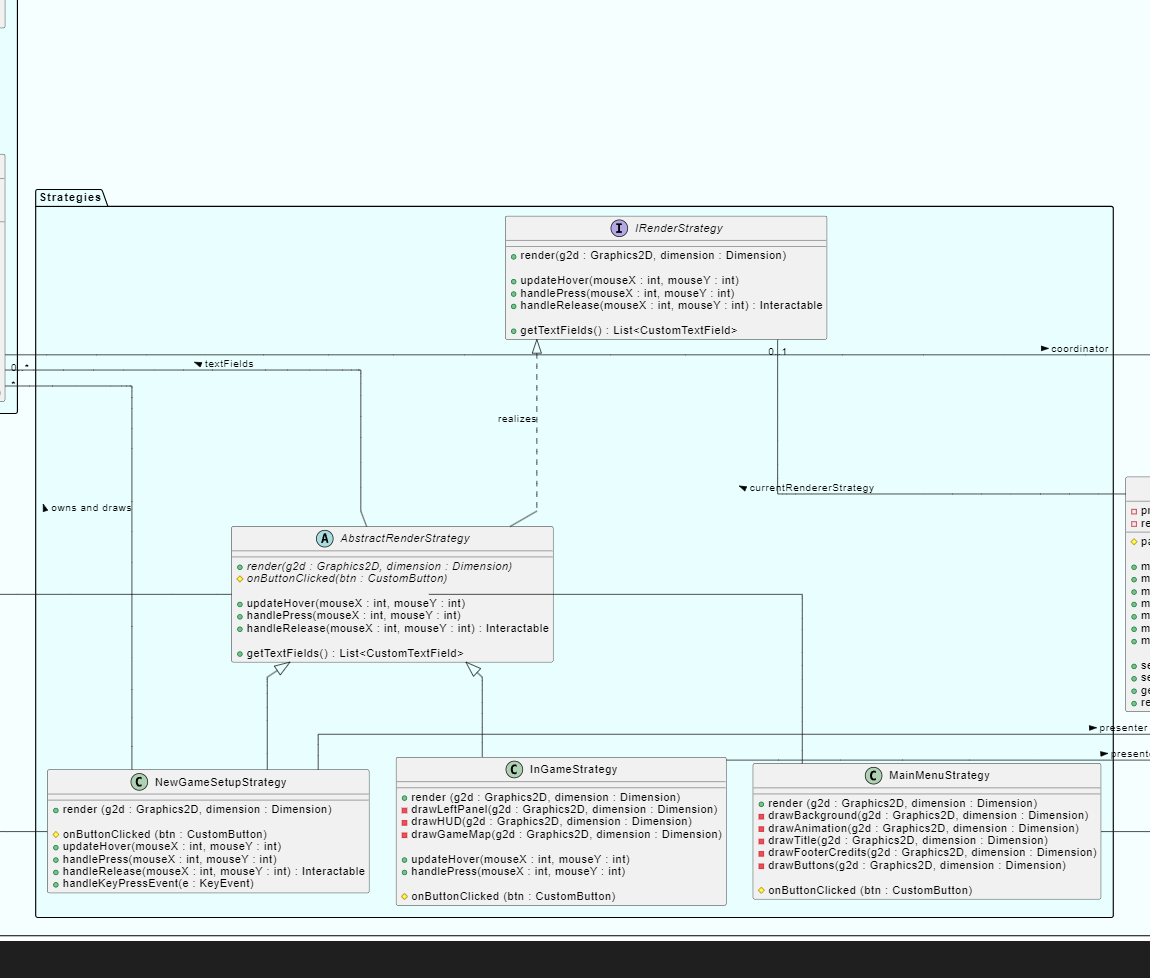 Strategies
I IRenderStrategy
render(g2d : Graphics2D, dimension : Dimension)
updateHover(mouseX : int, mouseY : int)
handlePress(mouseX : int, mouseY : int)
handleRelease(mouseX : int, mouseY : int) : Interactable
getTextFields() : List<CustomTextField>
coordinator
0..1
textFields
0..*
*
realizes
currentRendererStrategy
owns and draws
A AbstractRenderStrategy
render(g2d : Graphics2D, dimension : Dimension)
onButtonClicked(btn : CustomButton)
updateHover(mouseX : int, mouseY : int)
handlePress(mouseX : int, mouseY : int)
handleRelease(mouseX : int, mouseY : int) : Interactable
getTextFields() : List<CustomTextField>
pr
re
pa
m
m
m
m
m
m
m
se
se
ge
re
presenter
C NewGameSetupStrategy
render (g2d : Graphics2D, dimension : Dimension)
onButtonClicked (btn : CustomButton)
updateHover(mouseX : int, mouseY : int)
handlePress(mouseX : int, mouseY : int)
handleRelease(mouseX : int, mouseY : int) : Interactable
handleKeyPressEvent(e : KeyEvent)
C InGameStrategy
render (g2d : Graphics2D, dimension : Dimension)
drawLeftPanel(g2d : Graphics2D, dimension : Dimension)
drawHUD(g2d : Graphics2D, dimension : Dimension)
drawGameMap(g2d : Graphics2D, dimension : Dimension)
updateHover(mouseX : int, mouseY : int)
handlePress(mouseX : int, mouseY : int)
onButtonClicked (btn : CustomButton)
C MainMenuStrategy
render (g2d : Graphics2D, dimension : Dimension)
drawBackground(g2d : Graphics2D, dimension : Dimension)
drawAnimation(g2d : Graphics2D, dimension : Dimension)
drawTitle(g2d : Graphics2D, dimension : Dimension)
drawFooterCredits(g2d : Graphics2D, dimension : Dimension)
drawButtons(g2d : Graphics2D, dimension : Dimension)
onButtonClicked (btn : CustomButton)